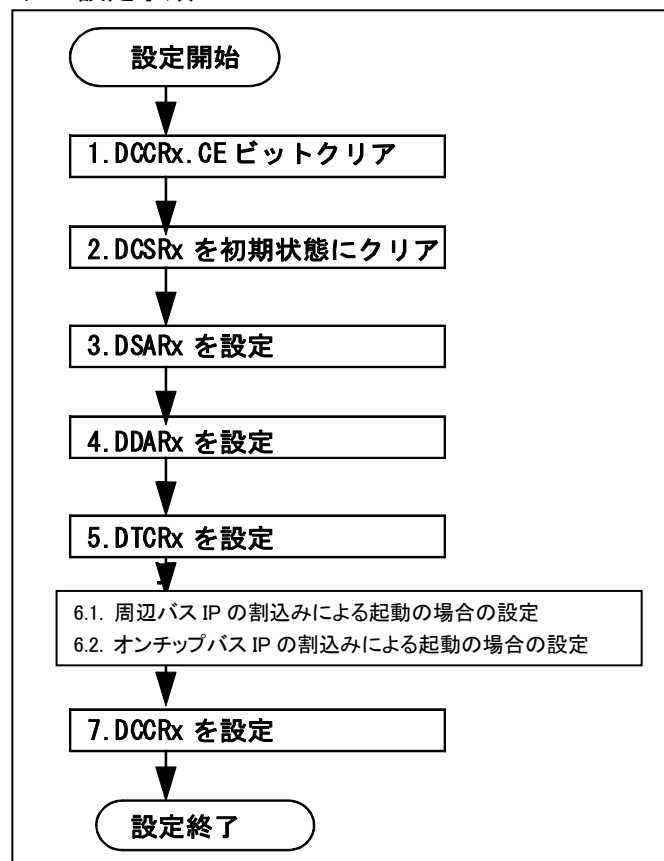 設定開始
1.DCCRx.CE ビットクリア
2.DCSRx を初期状態にクリア
3.DSARx を設定
4.DDARx を設定
5.DTCRx を設定
6.1. 周辺バス IP の割込みによる起動の場合の設定
6.2. オンチップバス IP の割込みによる起動の場合の設定
7.DCCRx を設定
設定終了